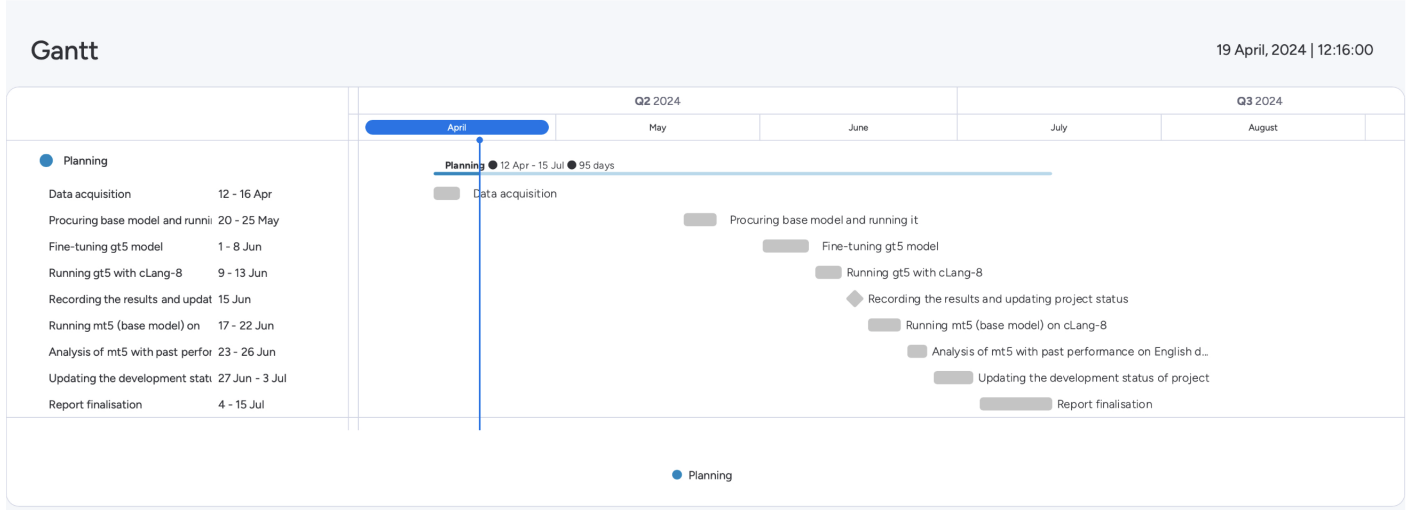 Gantt
19 April, 2024 | 12:16:00
Q2 2024
Q3 2024
April
May
June
July
August
Planning
Planning ● 12 Apr - 15 Jul ● 95 days
Data acquisition 12 - 16 Apr
Data acquisition
Procuring base model and runni 20 - 25 May
Procuring base model and running it
Fine-tuning gt5 model 1 - 8 Jun
Fine-tuning gt5 model
Running gt5 with cLang-8 9 - 13 Jun
Running gt5 with cLang-8
Recording the results and updat 15 Jun
Recording the results and updating project status
Running mt5 (base model) on 17 - 22 Jun
Running mt5 (base model) on cLang-8
Analysis of mt5 with past perfor 23 - 26 Jun
Analysis of mt5 with past performance on English d...
Updating the development statu 27 Jun - 3 Jul
Updating the development status of project
Report finalisation 4 - 15 Jul
Report finalisation
Planning